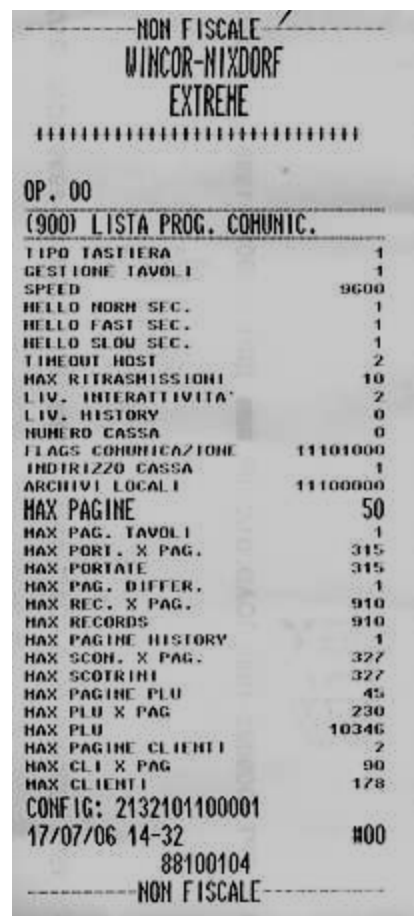 NON FISCALE
WINCOR-NIXDORF
EXTREME
OP. 00
(900) LISTA PROG. COMUNIC.
TIPO TASTIERA 1
GESTIONE TAVOLI 1
SPEED 9600
HELLO NORM SEC. 1
HELLO FAST SEC. 1
HELLO SLOW SEC. 1
TIMEOUT HOST 2
MAX RITRASMISSIONI 10
LIV. INTERATTIVITA' 2
LIV. HISTORY 0
NUMERO CASSA 0
FLAGS COMUNICAZIONE 11101000
INDIRIZZO CASSA 1
ARCHIVI LOCALI 11100000
MAX PAGINE 50
MAX PAG. TAVOLI 1
MAX PORT. X PAG. 315
MAX PORTATE 315
MAX PAG. DIFFER. 1
MAX REC. X PAG. 910
MAX RECORDS 910
MAX PAGINE HISTORY 1
MAX SCON. X PAG. 327
MAX SCOTRINI 327
MAX PAGINE PLU 45
MAX PLU X PAG 230
MAX PLU 10346
MAX PAGINE CLIENTI 2
MAX CLI X PAG 90
MAX CLIENTI 178
CONFIG: 2132101100001
17/07/06 14-32 #00
88100104
NON FISCALE